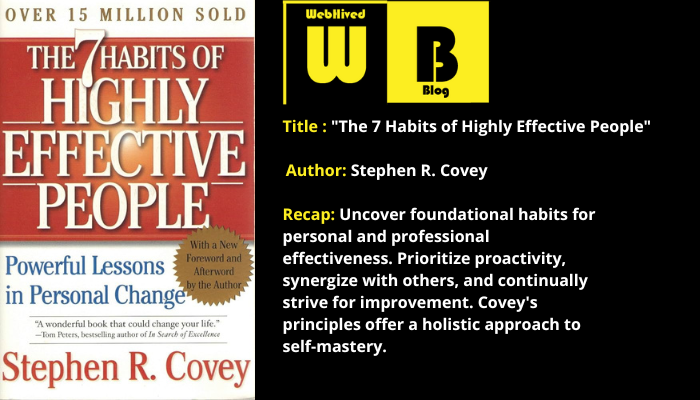 OVER 15 MILLION SOLD
THE 7 HABITS OF
HIGHLY
EFFECTIVE
PEOPLE
With a New
Foreword and
Afterword
by the Author
Powerful Lessons
in Personal Change
"A wonderful book that could change your life."
—Tom Peters, bestselling author of In Search of Excellence
Stephen R. Covey
WebHived
W
B
Blog
Title : "The 7 Habits of Highly Effective People"
Author: Stephen R. Covey
Recap: Uncover foundational habits for
personal and professional
effectiveness. Prioritize proactivity,
synergize with others, and continually
strive for improvement. Covey's
principles offer a holistic approach to
self-mastery.